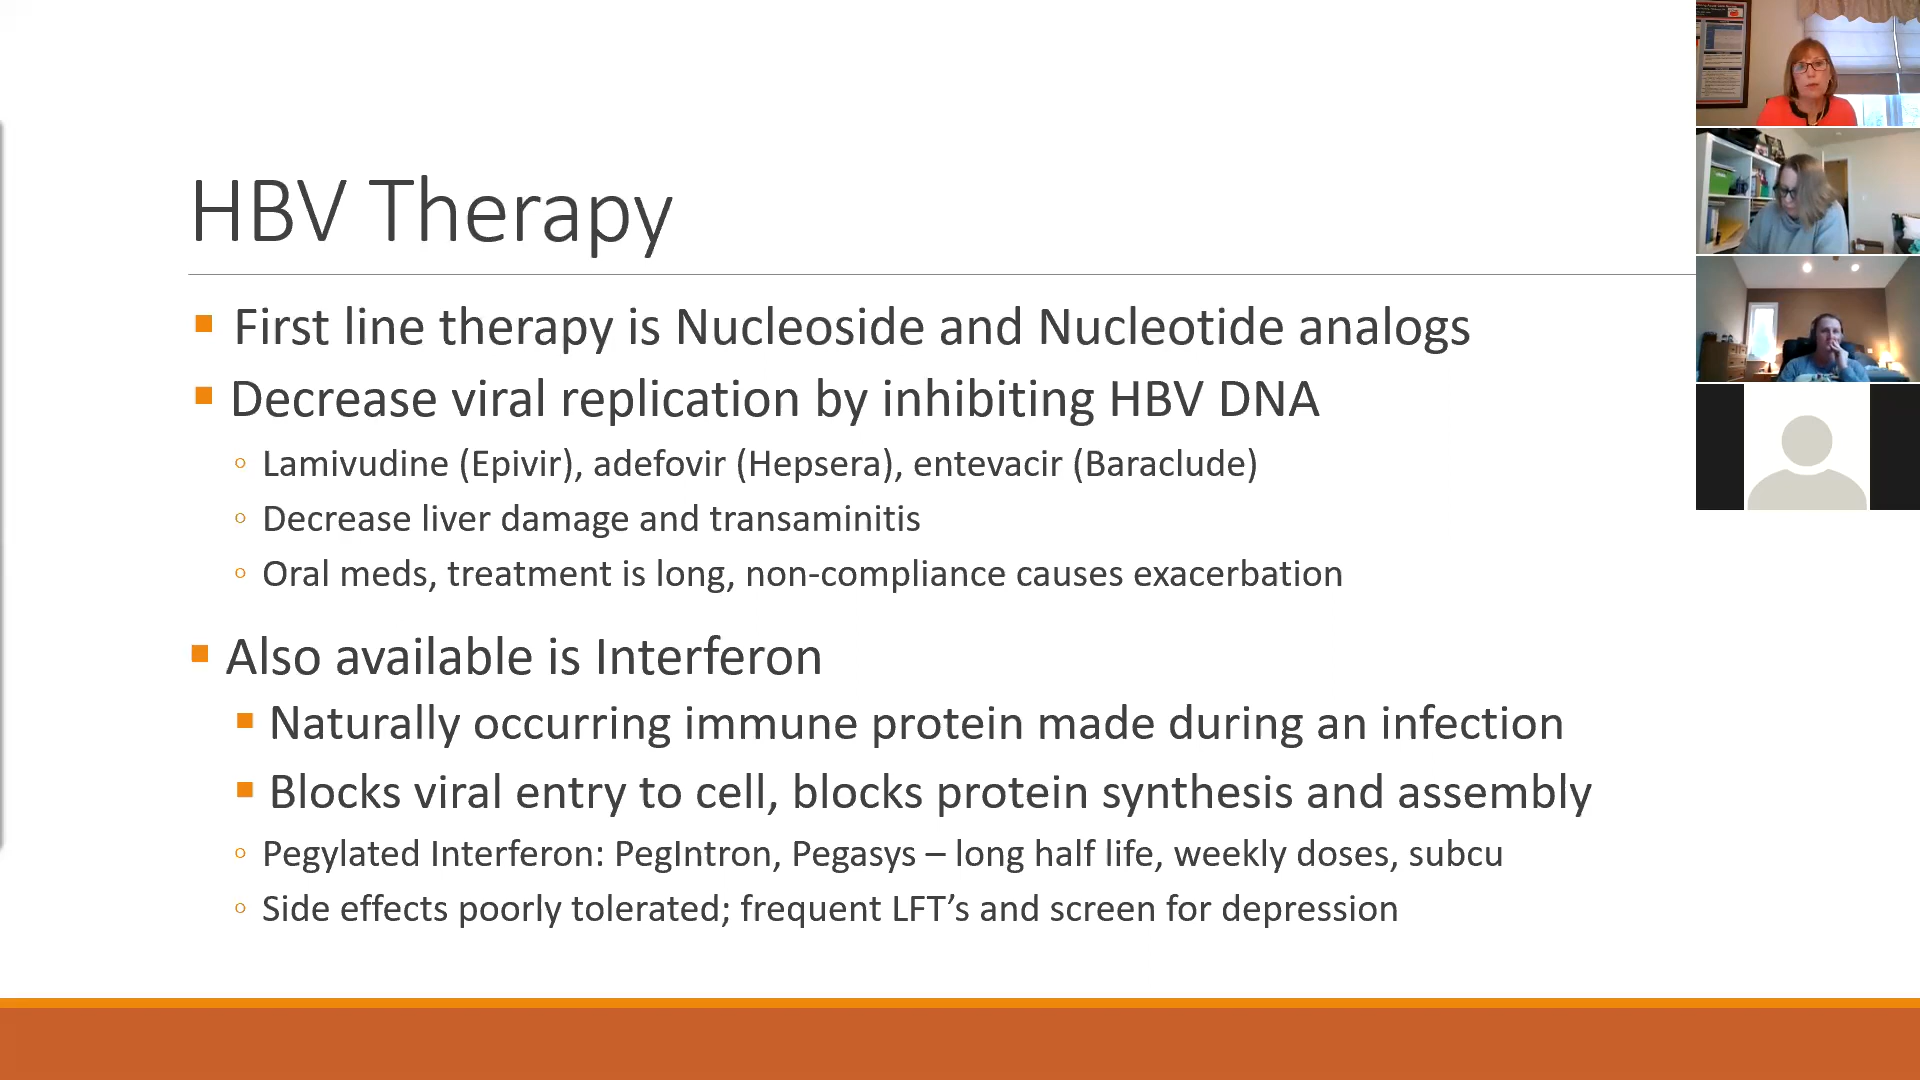 HBV Therapy
First line therapy is Nucleoside and Nucleotide analogs
Decrease viral replication by inhibiting HBV DNA
Lamivudine (Epivir), adefovir (Hepsera), entevacir (Baraclude)
Decrease liver damage and transaminitis
Oral meds, treatment is long, non-compliance causes exacerbation
Also available is Interferon
Naturally occurring immune protein made during an infection
Blocks viral entry to cell, blocks protein synthesis and assembly
Pegylated Interferon: PegIntron, Pegasys – long half life, weekly doses, subcu
Side effects poorly tolerated; frequent LFT’s and screen for depression